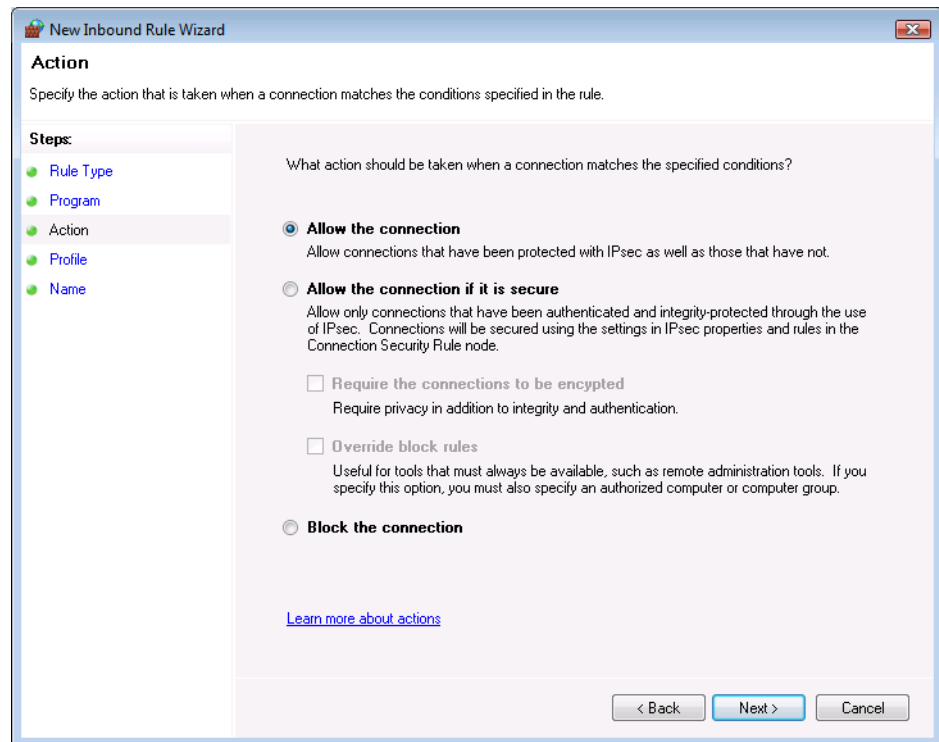 New Inbound Rule Wizard
Action
Specify the action that is taken when a connection matches the conditions specified in the rule.
Steps:
Rule Type
Program
Action
Profile
Name
What action should be taken when a connection matches the specified conditions?
Allow the connection
Allow connections that have been protected with IPsec as well as those that have not.
Allow the connection if it is secure
Allow only connections that have been authenticated and integrity-protected through the use
of IPsec. Connections will be secured using the settings in IPsec properties and rules in the
Connection Security Rule node.
Require the connections to be encrypted
Require privacy in addition to integrity and authentication.
Override block rules
Useful for tools that must always be available, such as remote administration tools. If you
specify this option, you must also specify an authorized computer or computer group.
Block the connection
Learn more about actions
< Back Next > Cancel